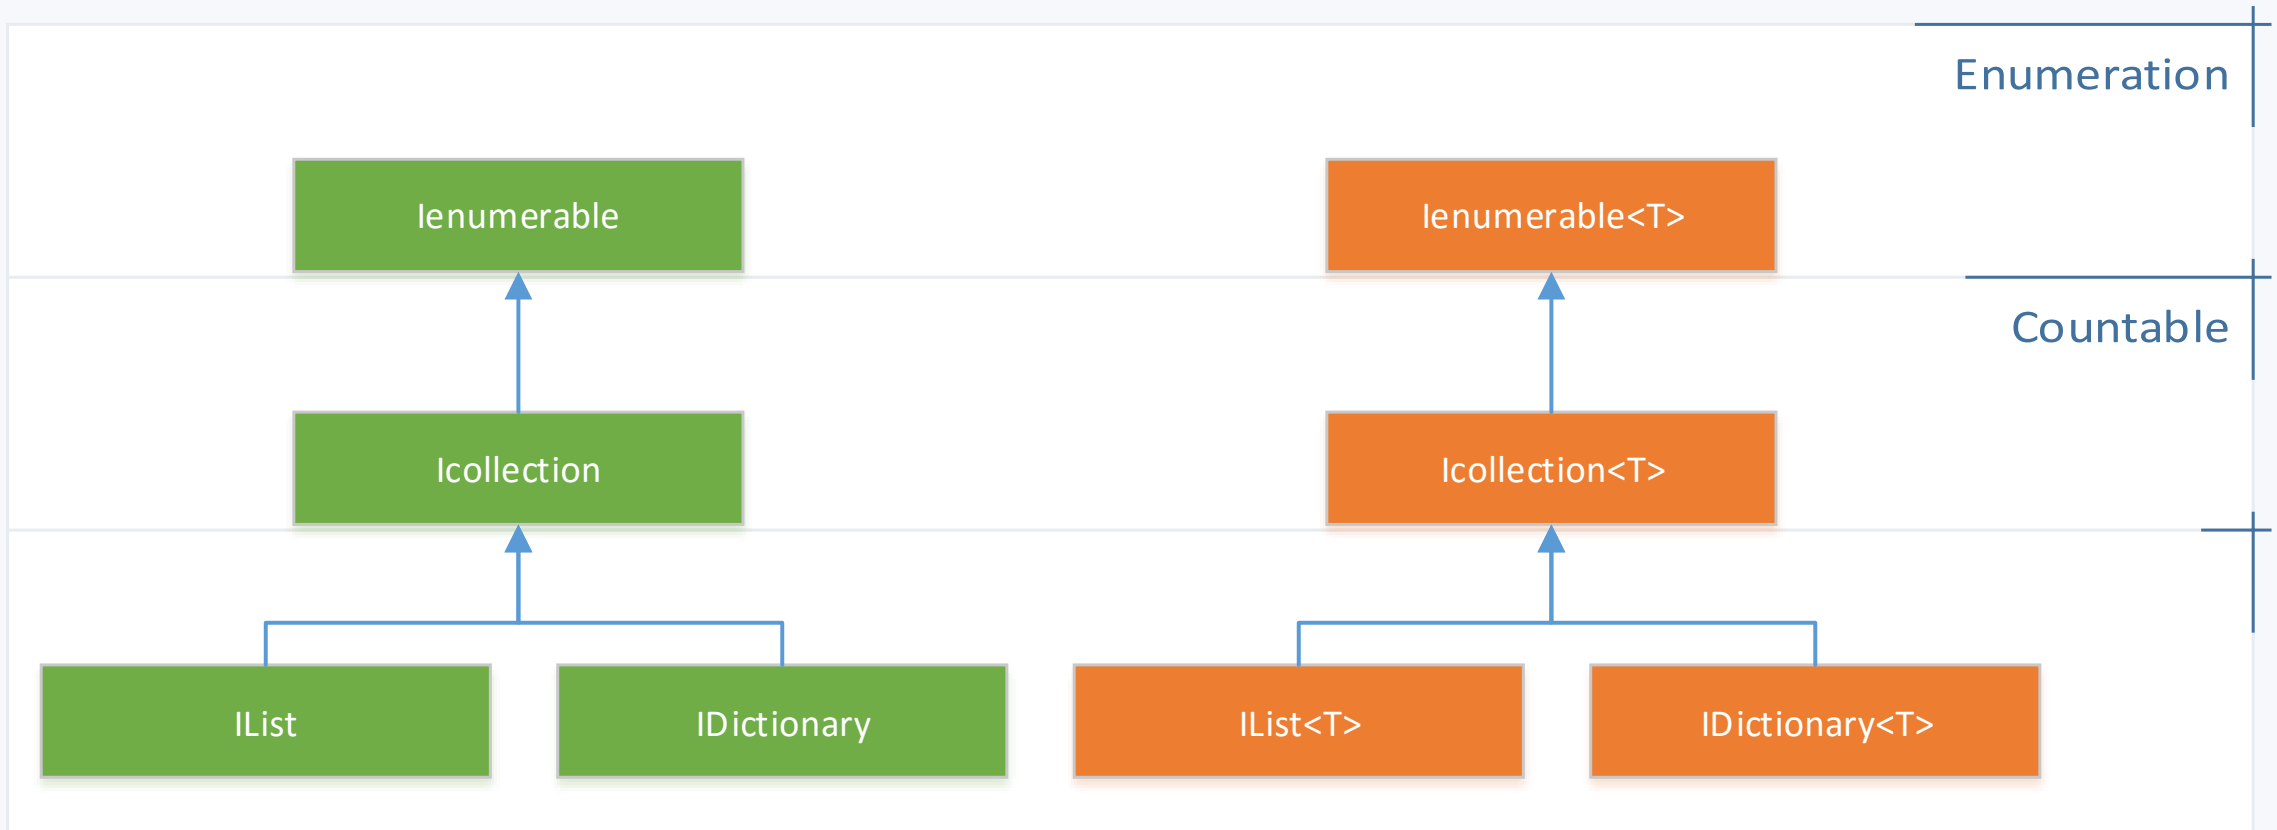 Enumeration
Ienumerable
Ienumerable<T>
Countable
Icollection
Icollection<T>
IList
IDictionary
IList<T>
IDictionary<T>